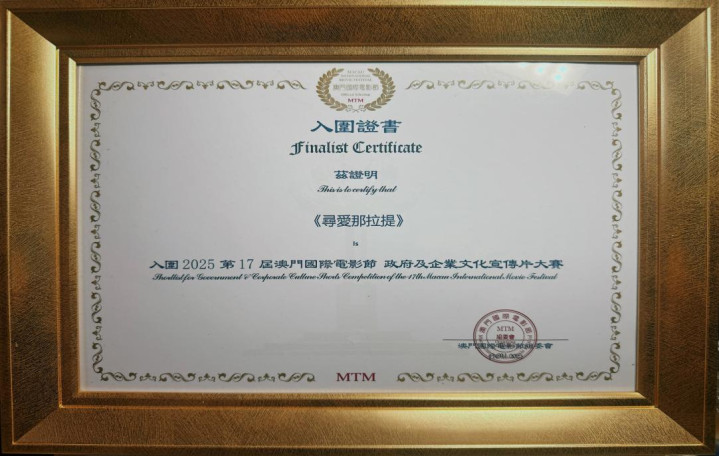 澳門國際電影節
MTM
入圍證書
Finalist Certificate
茲證明
This is to certify that
《尋愛那拉提》
Is
入圍 2025 第 17 屆澳門國際電影節 政府及企業文化宣傳片大賽
Shortlist for Government & Corporate Culture Shorts Competition of the 17th Macau International Movie Festival
MTM
澳門國際電影節組委會
MTM